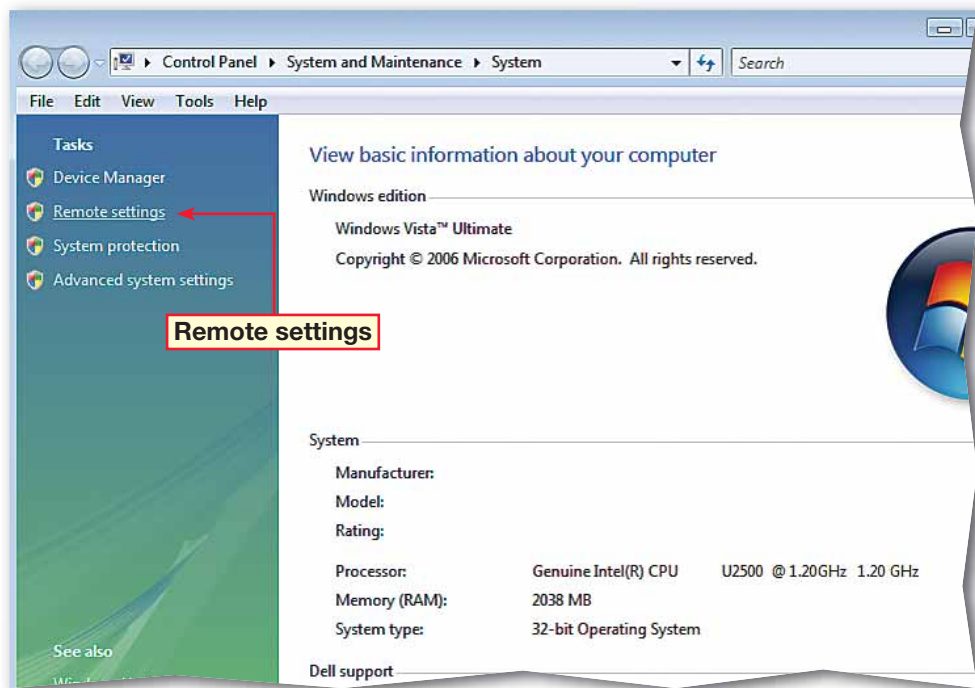 Control Panel System and Maintenance System Search
File Edit View Tools Help
Tasks
Device Manager
Remote settings
System protection
Advanced system settings
Remote settings
See also
View basic information about your computer
Windows edition
Windows Vista™ Ultimate
Copyright © 2006 Microsoft Corporation. All rights reserved.
System
Manufacturer:
Model:
Rating:
Processor: Genuine Intel(R) CPU U2500 @ 1.20GHz 1.20 GHz
Memory (RAM): 2038 MB
System type: 32-bit Operating System
Dell support